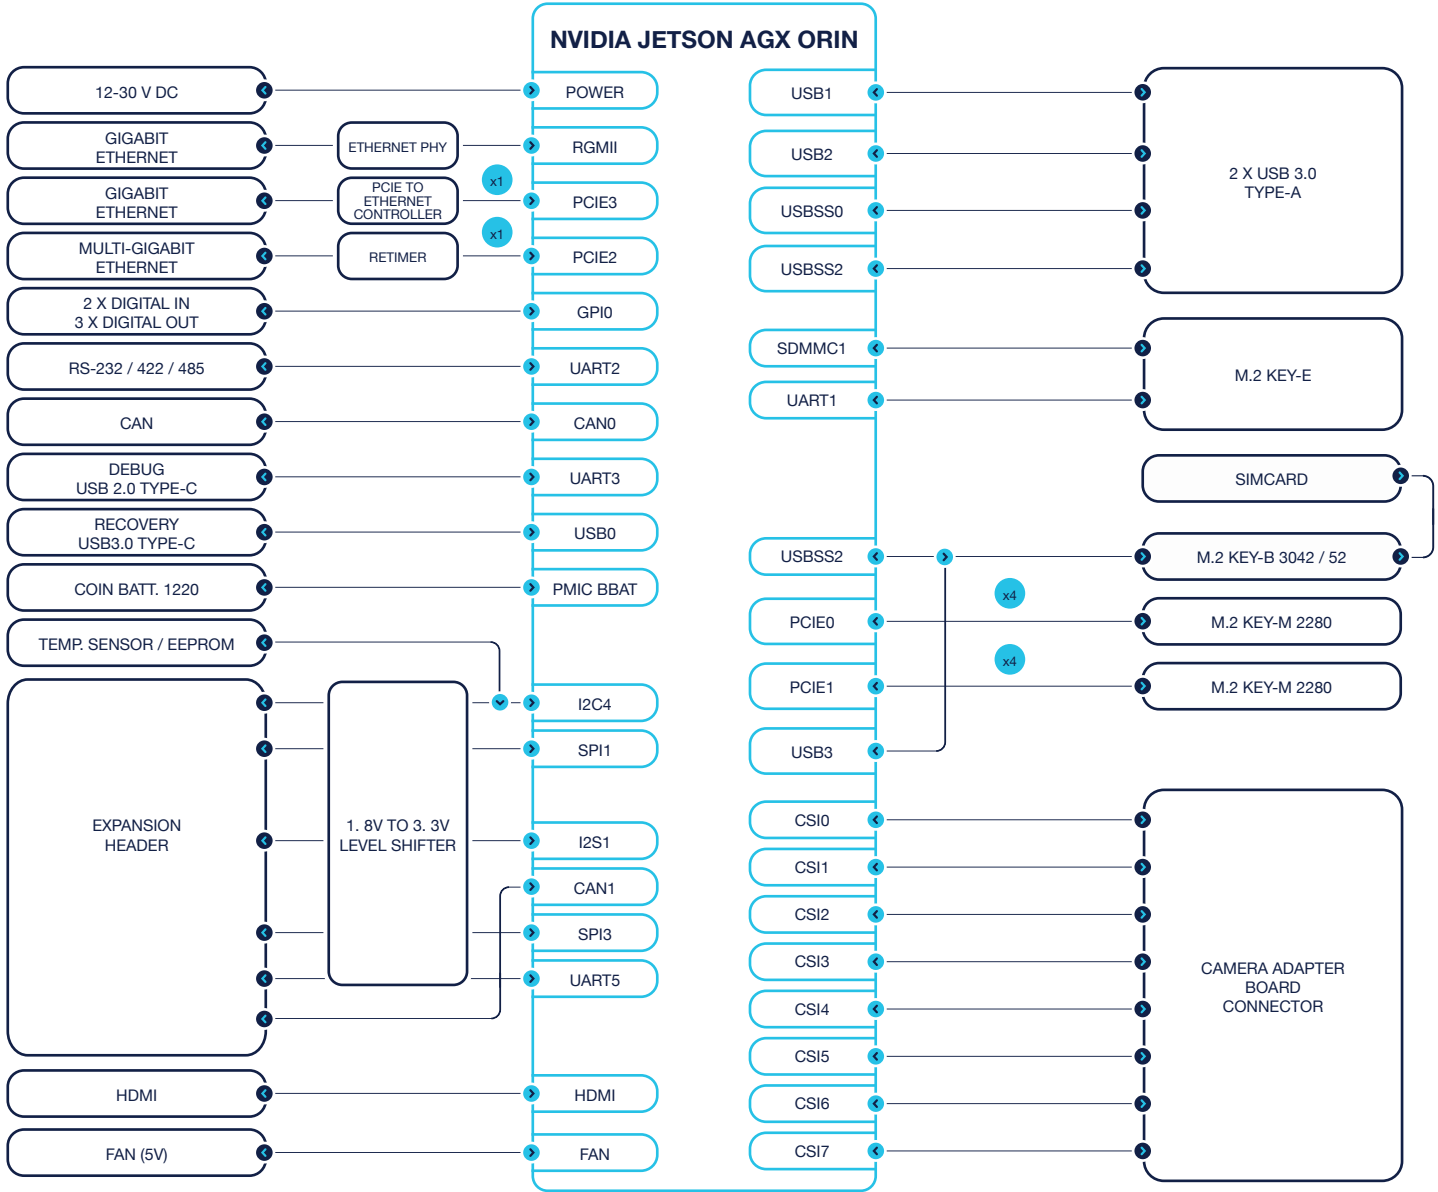 NVIDIA JETSON AGX ORIN
12-30 V DC
POWER
GIGABIT
ETHERNET
ETHERNET PHY
RGMII
GIGABIT
ETHERNET
PCIE TO
ETHERNET
CONTROLLER
x1
PCIE3
MULTI-GIGABIT
ETHERNET
RETIMER
x1
PCIE2
2 X DIGITAL IN
3 X DIGITAL OUT
GPI0
RS-232 / 422 / 485
UART2
CAN
CAN0
DEBUG
USB 2.0 TYPE-C
UART3
RECOVERY
USB3.0 TYPE-C
USB0
COIN BATT. 1220
PMIC BBAT
TEMP. SENSOR / EEPROM
EXPANSION
HEADER
1. 8V TO 3. 3V
LEVEL SHIFTER
I2C4
SPI1
I2S1
CAN1
SPI3
UART5
HDMI
HDMI
FAN (5V)
FAN
USB1
USB2
USBSS0
USBSS2
2 X USB 3.0
TYPE-A
SDMMC1
UART1
M.2 KEY-E
SIMCARD
USBSS2
M.2 KEY-B 3042 / 52
x4
PCIE0
M.2 KEY-M 2280
x4
PCIE1
M.2 KEY-M 2280
USB3
CSI0
CSI1
CSI2
CSI3
CSI4
CSI5
CSI6
CSI7
CAMERA ADAPTER
BOARD
CONNECTOR